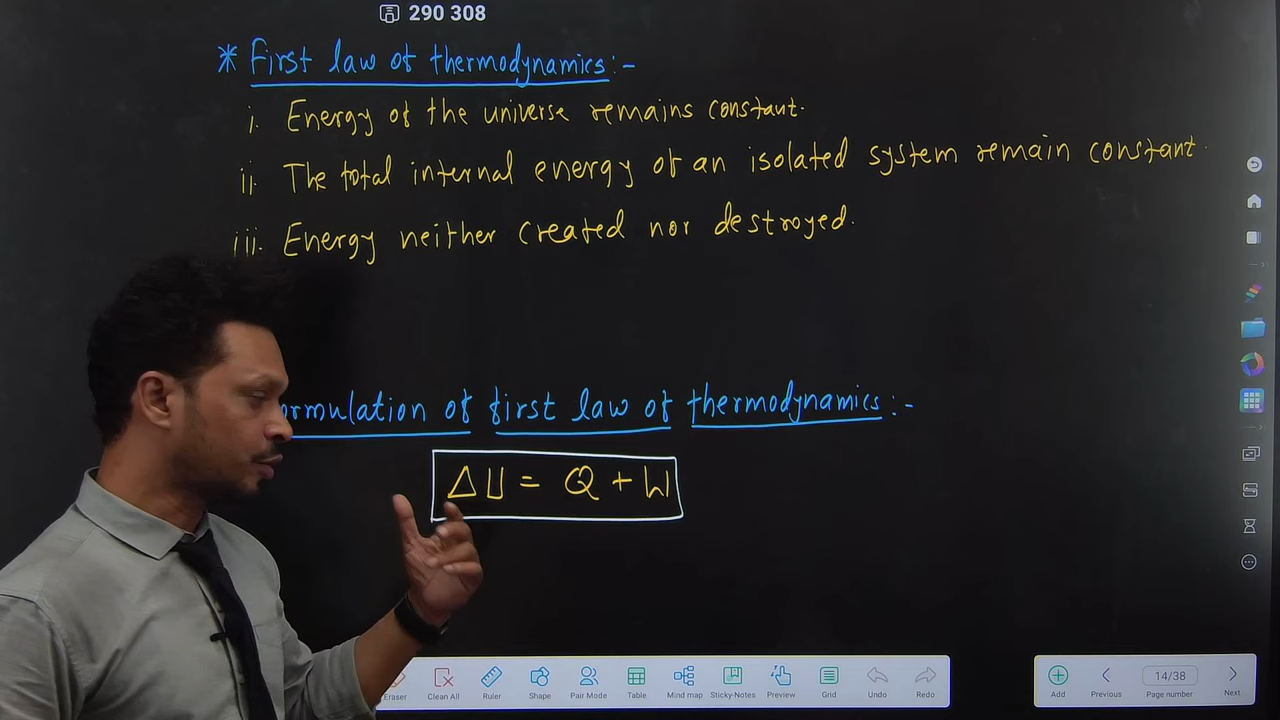 290 308
* First law of thermodynamics:-
i. Energy of the universe remains constant.
ii. The total internal energy of an isolated system remain constant.
iii. Energy neither created nor destroyed.
ormulation of first law of thermodynamics:-
ΔU = Q + W
Eraser Clean All Ruler Shape Pair Mode Table Mind map Sticky-Notes Preview Grid Undo Redo
Add Previous 14/38 Page number Next